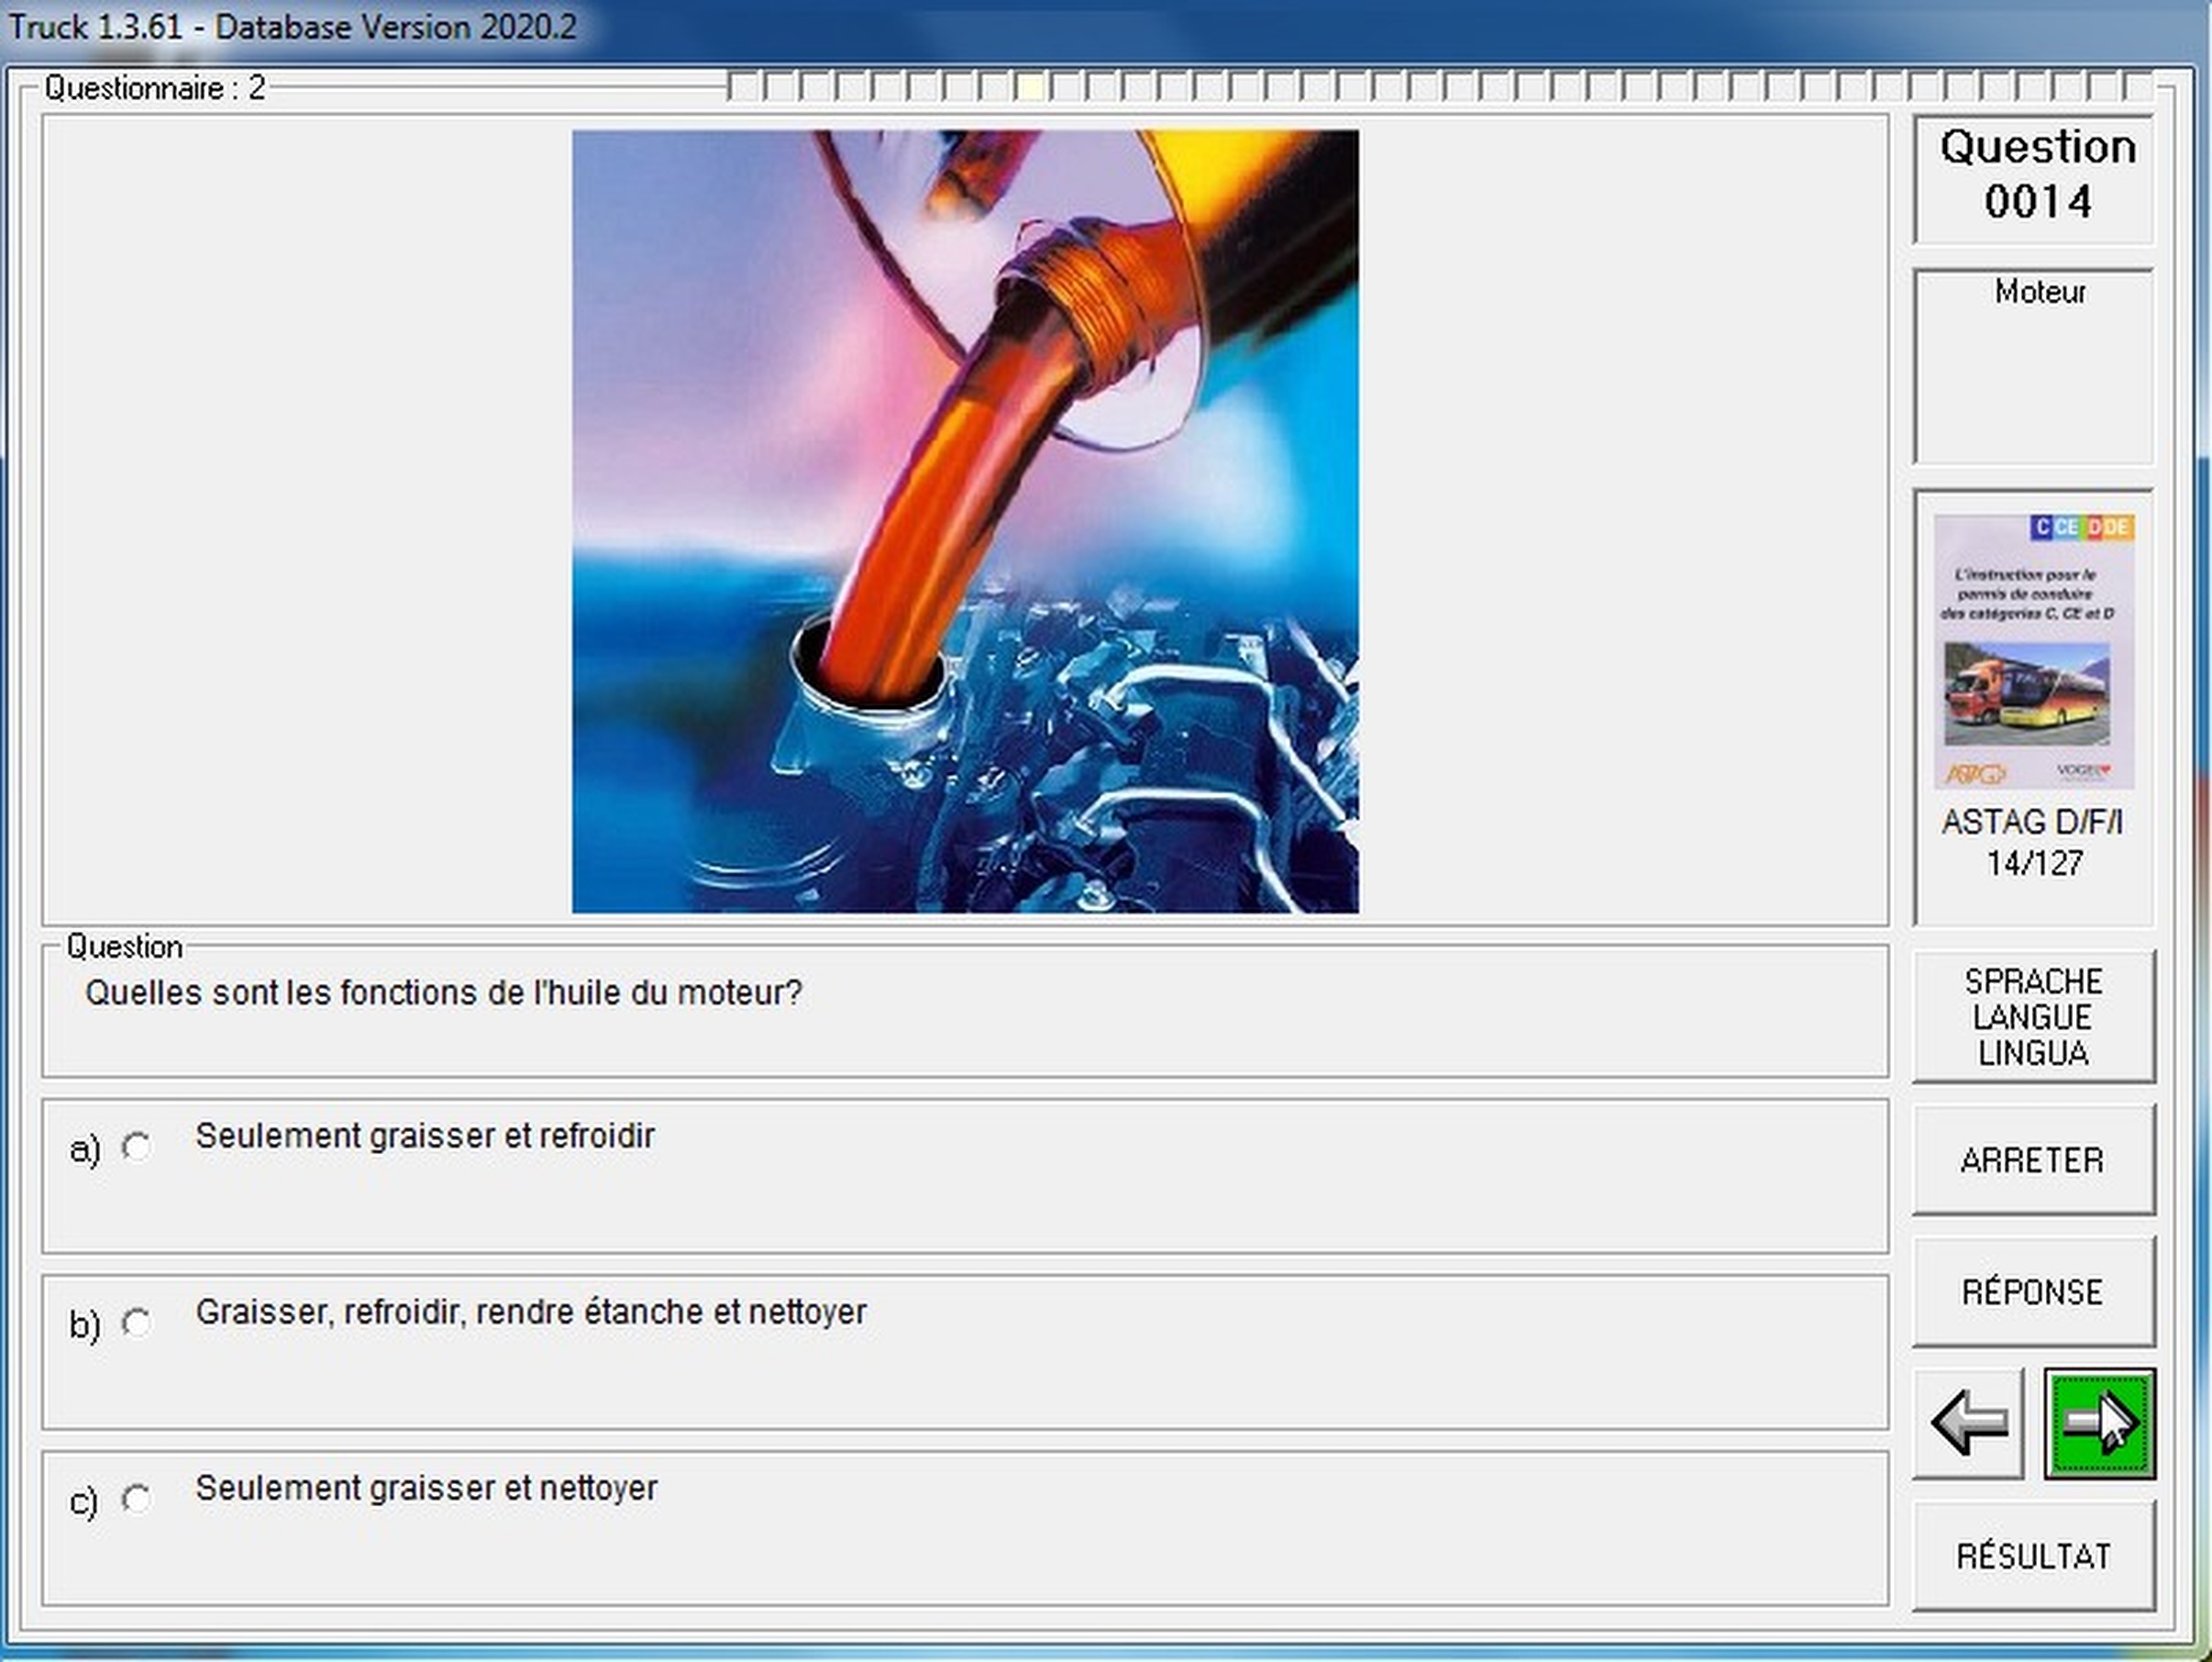 Truck 1.3.61 - Database Version 2020.2
Questionnaire : 2
Question
0014
Moteur
C CE D DE
L'instruction pour le
permis de conduire
des catégories C, CE et D
ASTAG VOGEL
ASTAG D/F/I
14/127
Question
Quelles sont les fonctions de l'huile du moteur?
a) Seulement graisser et refroidir
b) Graisser, refroidir, rendre étanche et nettoyer
c) Seulement graisser et nettoyer
SPRACHE
LANGUE
LINGUA
ARRETER
RÉPONSE
RÉSULTAT